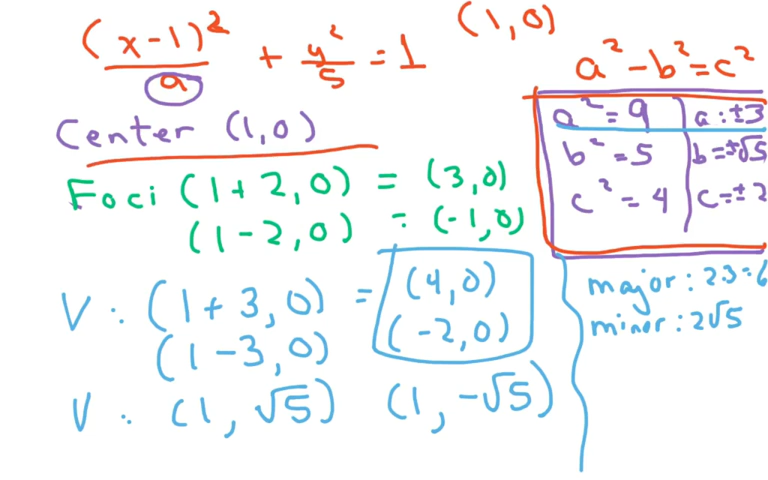 (x-1)² / 9 + y²/5 = 1
(1,0)
a² - b² = c²
Center (1,0)
a² = 9 | a: ±3
b² = 5 | b = ±√5
c² = 4 | c = ± 2
Foci (1+2,0) = (3,0)
(1-2,0) = (-1,0)
V: (1+3,0) = (4,0)
(1-3,0) (-2,0)
V: (1, √5) (1, -√5)
major: 2·3=6
minor: 2√5